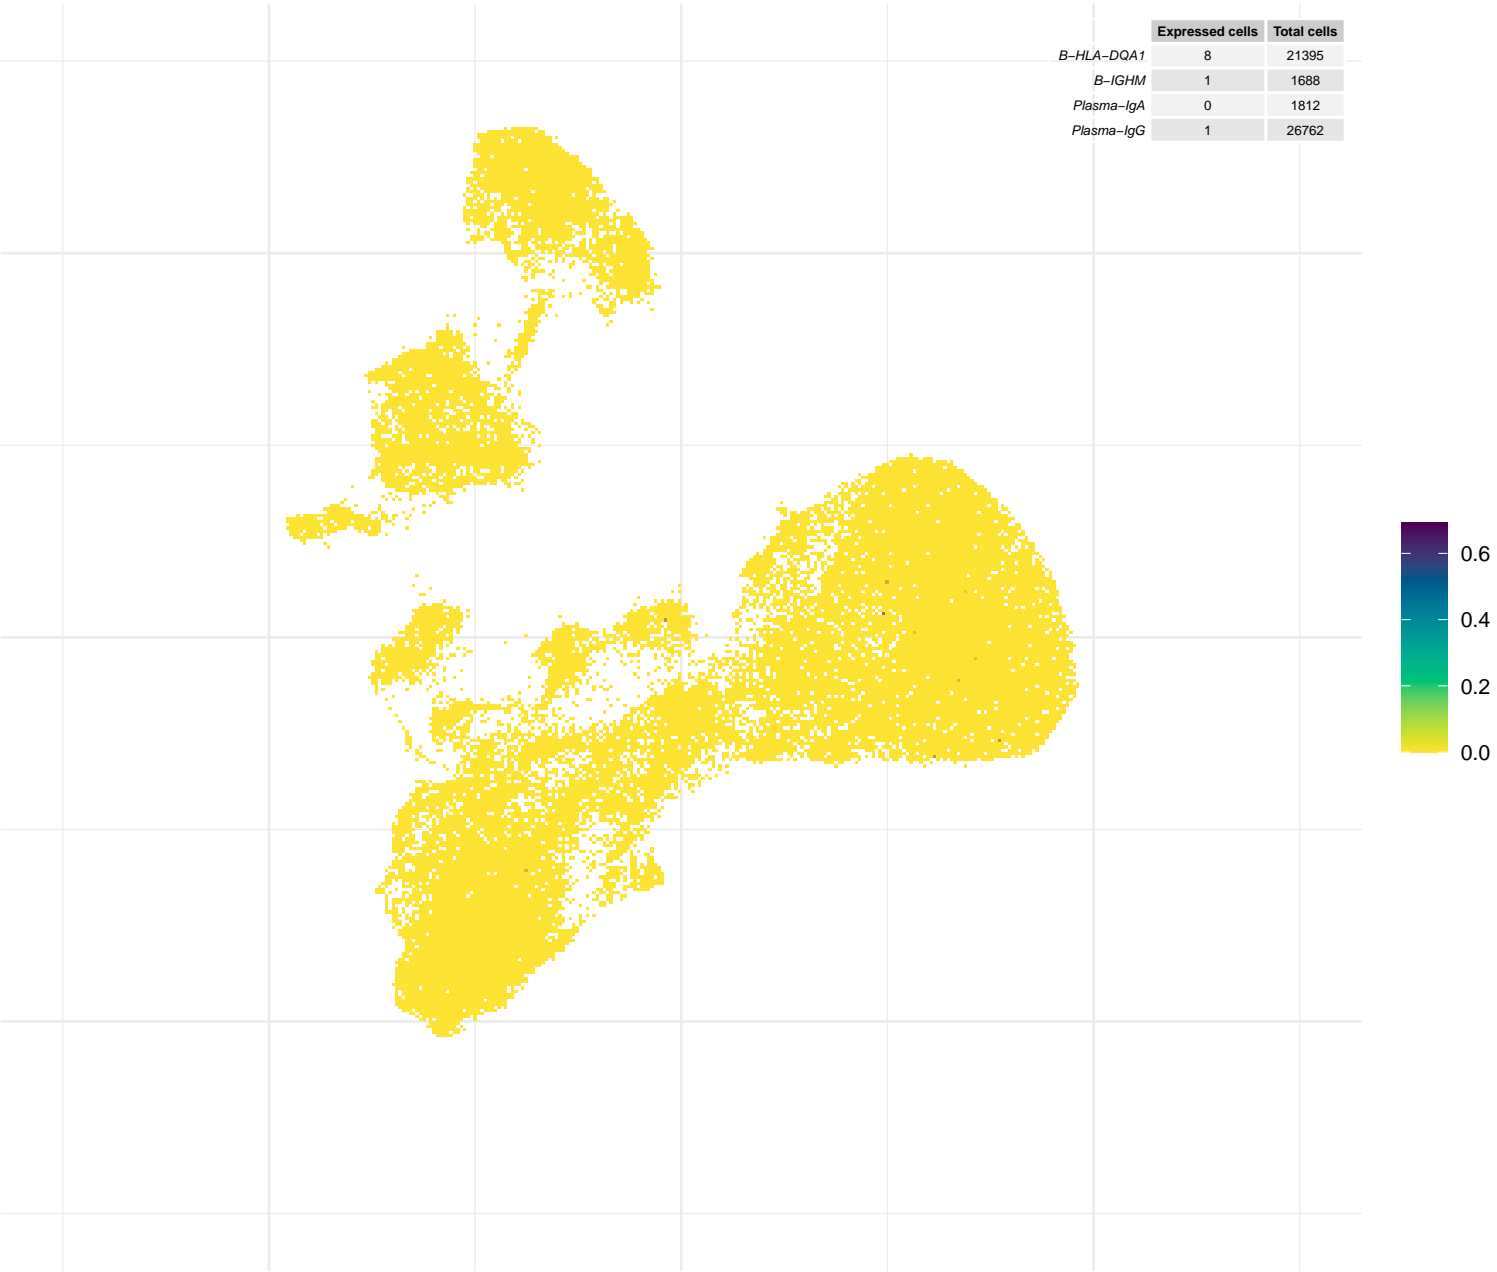 Expressed cells Total cells
B−HLA−DQA1 8 21395
B−IGHM 1 1688
Plasma−IgA 0 1812
Plasma−IgG 1 26762
0.6
0.4
0.2
0.0